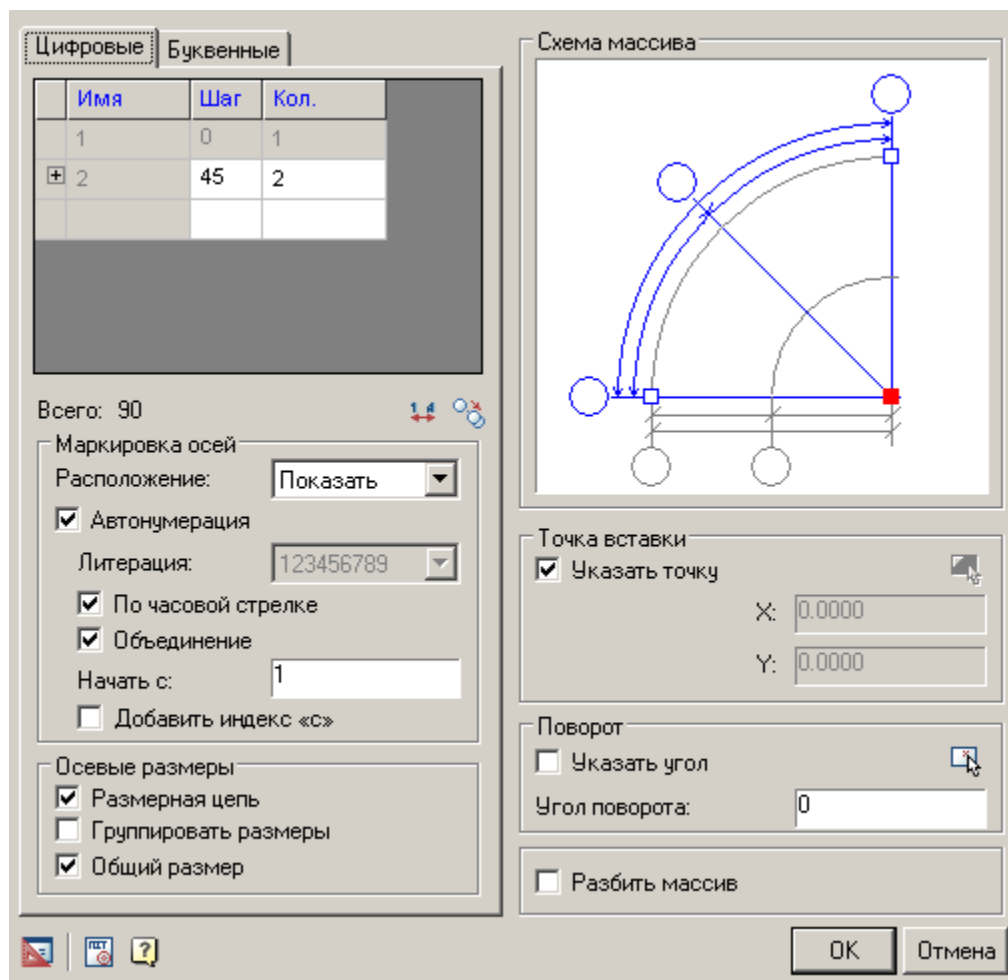 Цифровые Буквенные
Имя Шаг Кол.
1 0 1
2 45 2
Всего: 90
Маркировка осей
Расположение: Показать
Автонумерация
Литерация: 123456789
По часовой стрелке
Объединение
Начать с: 1
Добавить индекс «с»
Осевые размеры
Размерная цепь
Группировать размеры
Общий размер
Схема массива
Точка вставки
Указать точку
X: 0.0000
Y: 0.0000
Поворот
Указать угол
Угол поворота: 0
Разбить массив
OK Отмена